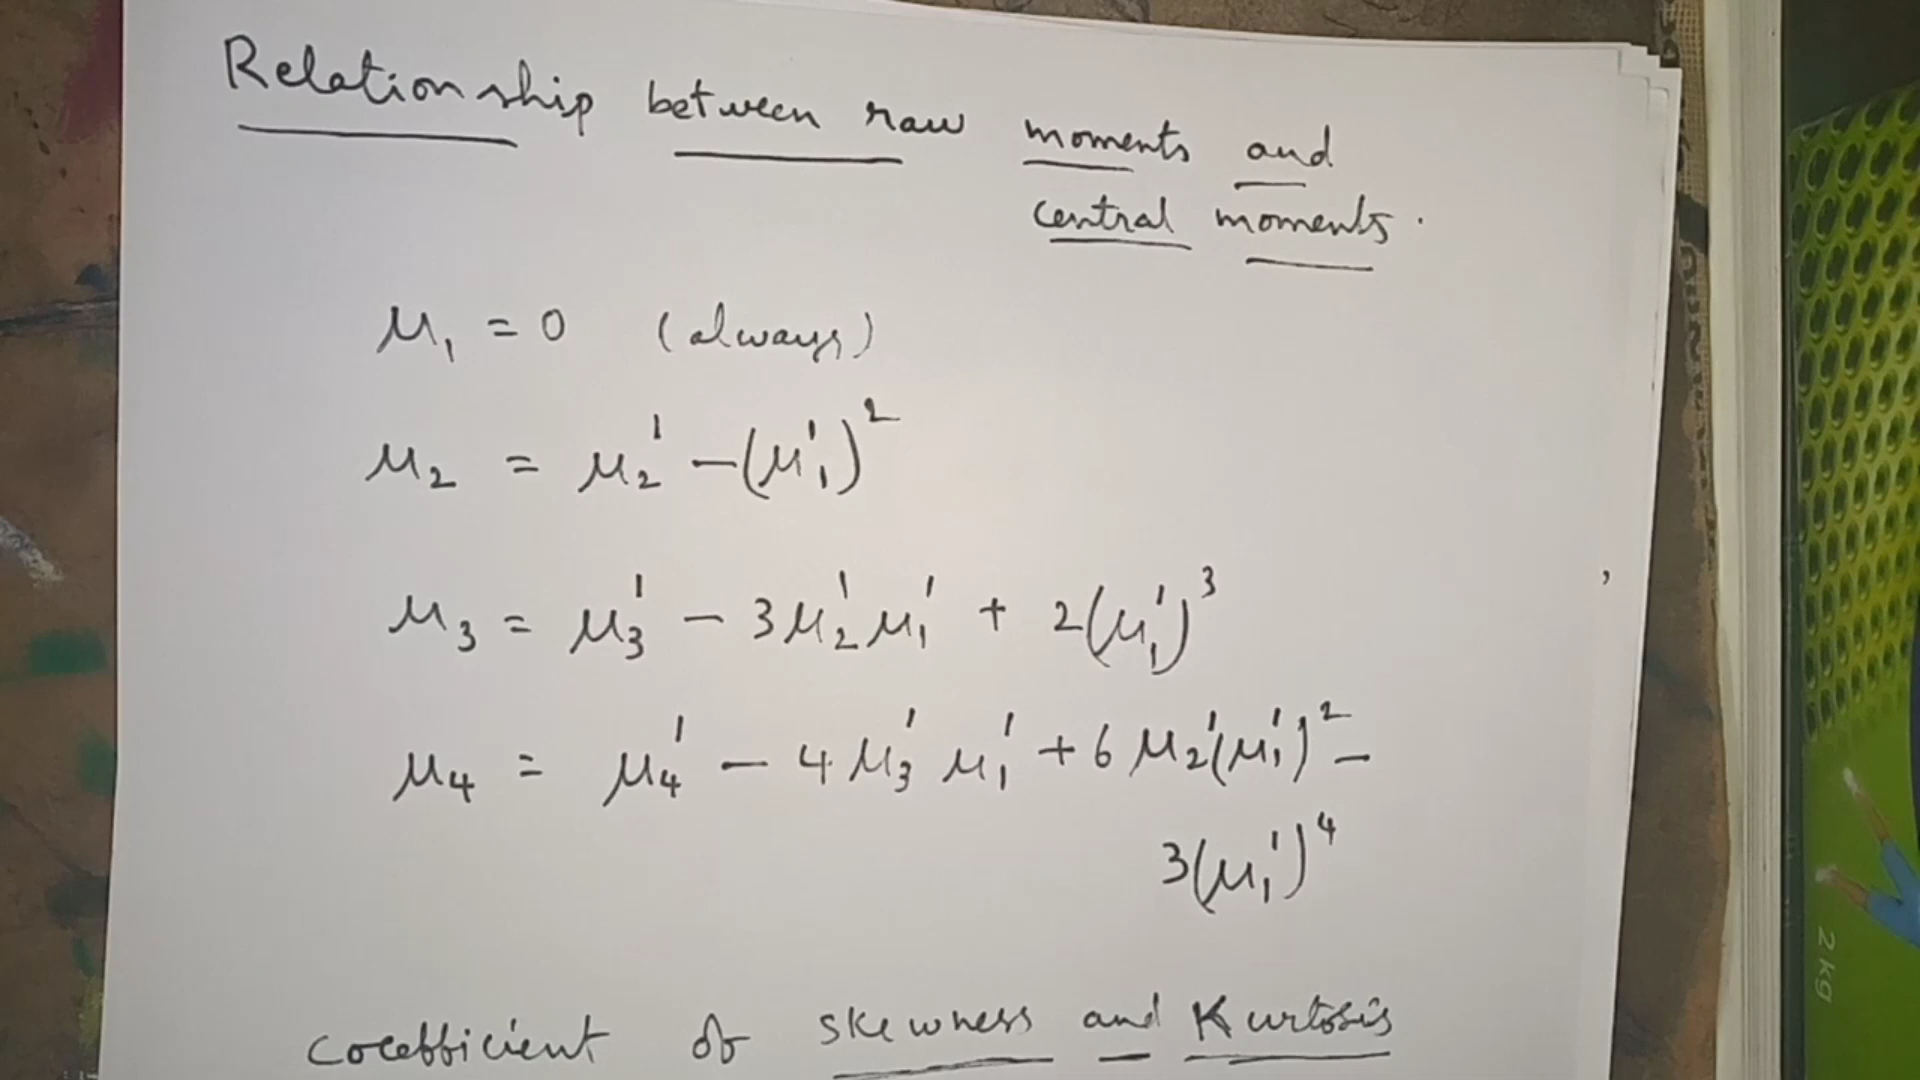 Relationship between raw moments and
central moments.
μ₁ = 0 (always)
μ₂ = μ₂' - (μ₁')²
μ₃ = μ₃' - 3μ₂'μ₁' + 2(μ₁')³
μ₄ = μ₄' - 4μ₃'μ₁' + 6μ₂'(μ₁')² -
3(μ₁')⁴
coefficient of skewness and Kurtosis
2kg